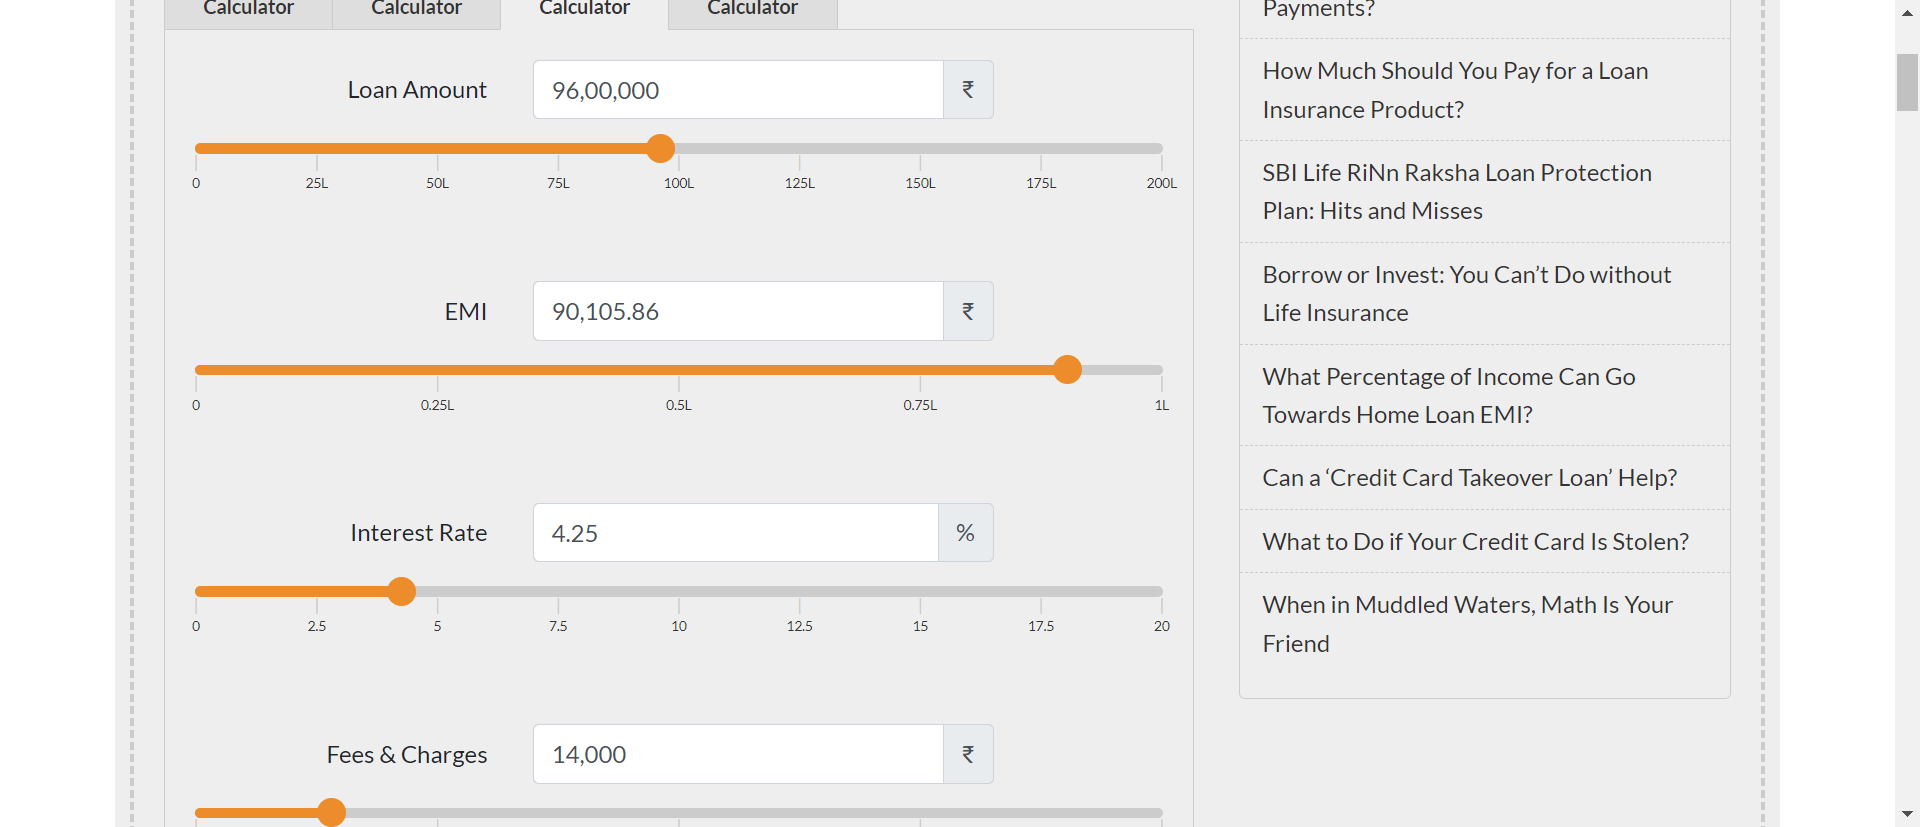 Calculator
Calculator
Calculator
Calculator
Loan Amount
96,00,000
₹
0
25L
50L
75L
100L
125L
150L
175L
200L
EMI
90,105.86
₹
0
0.25L
0.5L
0.75L
1L
Interest Rate
4.25
%
0
2.5
5
7.5
10
12.5
15
17.5
20
Fees & Charges
14,000
₹
Payments?
How Much Should You Pay for a Loan
Insurance Product?
SBI Life RiNn Raksha Loan Protection
Plan: Hits and Misses
Borrow or Invest: You Can’t Do without
Life Insurance
What Percentage of Income Can Go
Towards Home Loan EMI?
Can a ‘Credit Card Takeover Loan’ Help?
What to Do if Your Credit Card Is Stolen?
When in Muddled Waters, Math Is Your
Friend